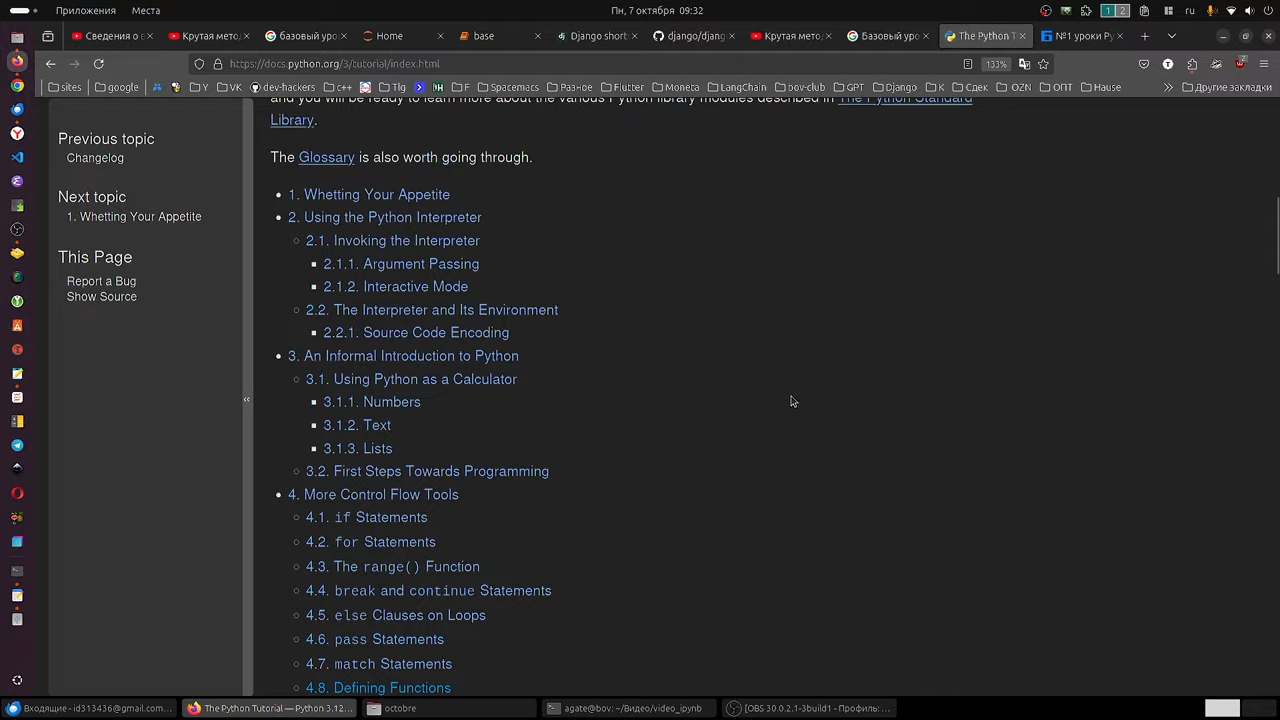 Приложения Места
Пн, 7 октября 09:32
1 2
ru
Сведения о в
Крутая метод
базовый уро
Home
base
Django short
django/djang
Крутая метод
Базовый уро
The Python T
№1 уроки Ру
https://docs.python.org/3/tutorial/index.html
133%
sites google Y VK dev-hackers C++ Tlg F Spacemacs Разное Flutter Moneca LangChain bov-club GPT Django К Сдек OZN ОПТ Hause Другие закладки
and you will be ready to learn more about the various Python library modules described in The Python Standard
Library.
The Glossary is also worth going through.
Previous topic
Changelog
Next topic
1. Whetting Your Appetite
This Page
Report a Bug
Show Source
«
1. Whetting Your Appetite
2. Using the Python Interpreter
2.1. Invoking the Interpreter
2.1.1. Argument Passing
2.1.2. Interactive Mode
2.2. The Interpreter and Its Environment
2.2.1. Source Code Encoding
3. An Informal Introduction to Python
3.1. Using Python as a Calculator
3.1.1. Numbers
3.1.2. Text
3.1.3. Lists
3.2. First Steps Towards Programming
4. More Control Flow Tools
4.1. if Statements
4.2. for Statements
4.3. The range() Function
4.4. break and continue Statements
4.5. else Clauses on Loops
4.6. pass Statements
4.7. match Statements
4.8. Defining Functions
Входящие - id313436@gmail.com…
The Python Tutorial — Python 3.12…
octobre
agate@bov: ~/Видео/video_ipynb
[OBS 30.0.2.1-3build1 - Профиль: …